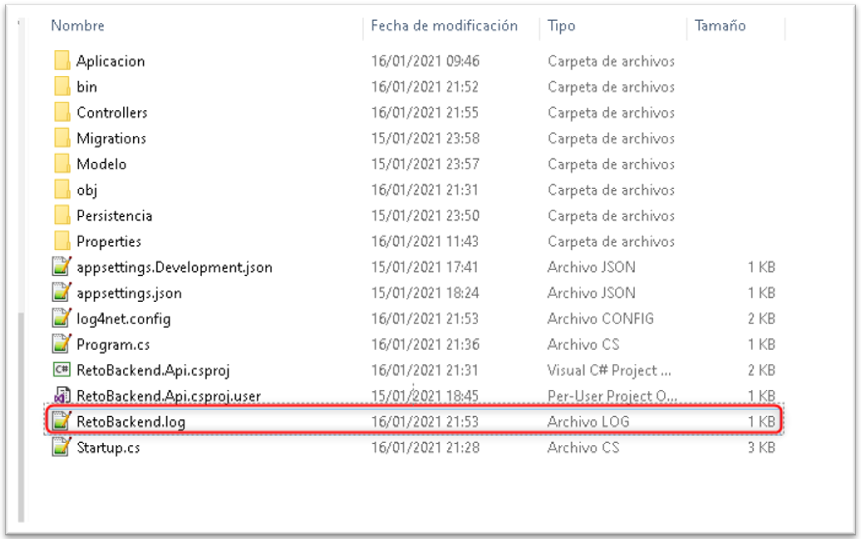 Nombre Fecha de modificación Tipo Tamaño
Aplicacion 16/01/2021 09:46 Carpeta de archivos
bin 16/01/2021 21:52 Carpeta de archivos
Controllers 16/01/2021 21:55 Carpeta de archivos
Migrations 15/01/2021 23:58 Carpeta de archivos
Modelo 15/01/2021 23:57 Carpeta de archivos
obj 16/01/2021 21:31 Carpeta de archivos
Persistencia 15/01/2021 23:50 Carpeta de archivos
Properties 16/01/2021 11:43 Carpeta de archivos
appsettings.Development.json 15/01/2021 17:41 Archivo JSON 1 KB
appsettings.json 15/01/2021 18:24 Archivo JSON 1 KB
log4net.config 16/01/2021 21:53 Archivo CONFIG 2 KB
Program.cs 16/01/2021 21:36 Archivo CS 1 KB
C# RetoBackend.Api.csproj 16/01/2021 21:31 Visual C# Project ... 2 KB
RetoBackend.Api.csproj.user 15/01/2021 18:45 Per-User Project O... 1 KB
RetoBackend.log 16/01/2021 21:53 Archivo LOG 1 KB
Startup.cs 16/01/2021 21:28 Archivo CS 3 KB